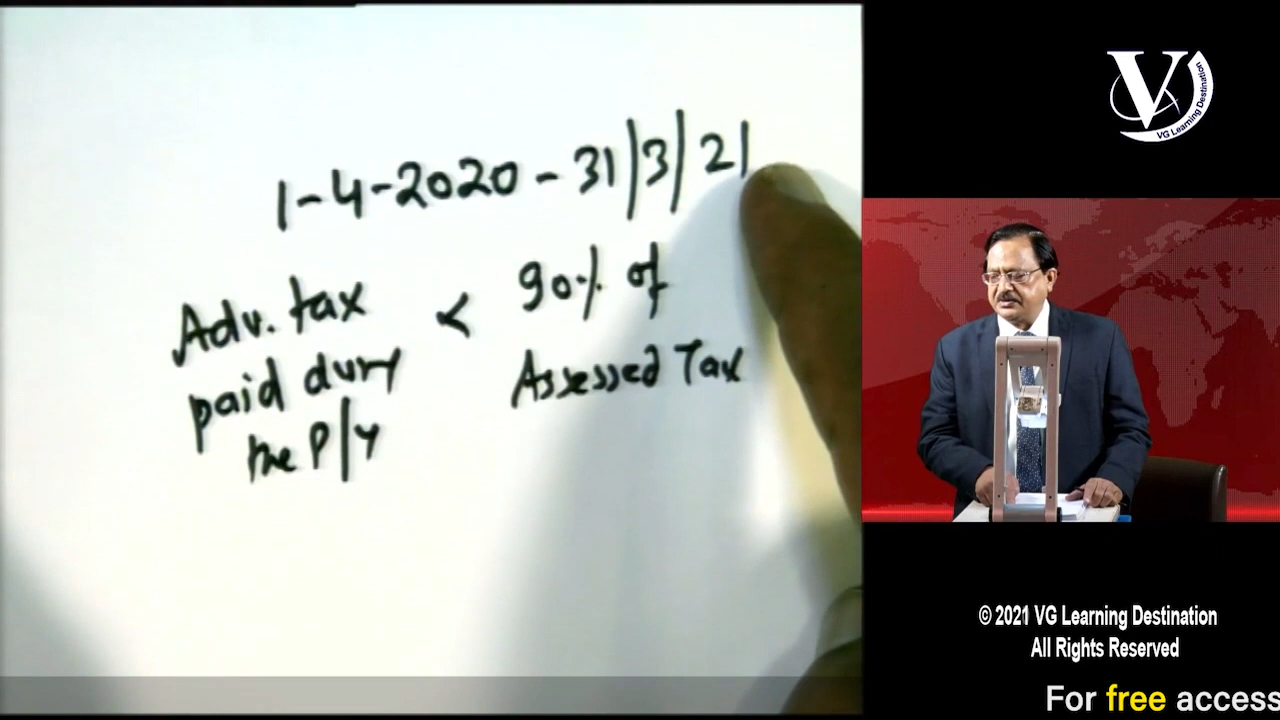 1-4-2020 - 31/3/21
Adv. tax < 90% of
paid dury Assessed Tax
the P/Y
V
VG Learning Destination
© 2021 VG Learning Destination
All Rights Reserved
For free access